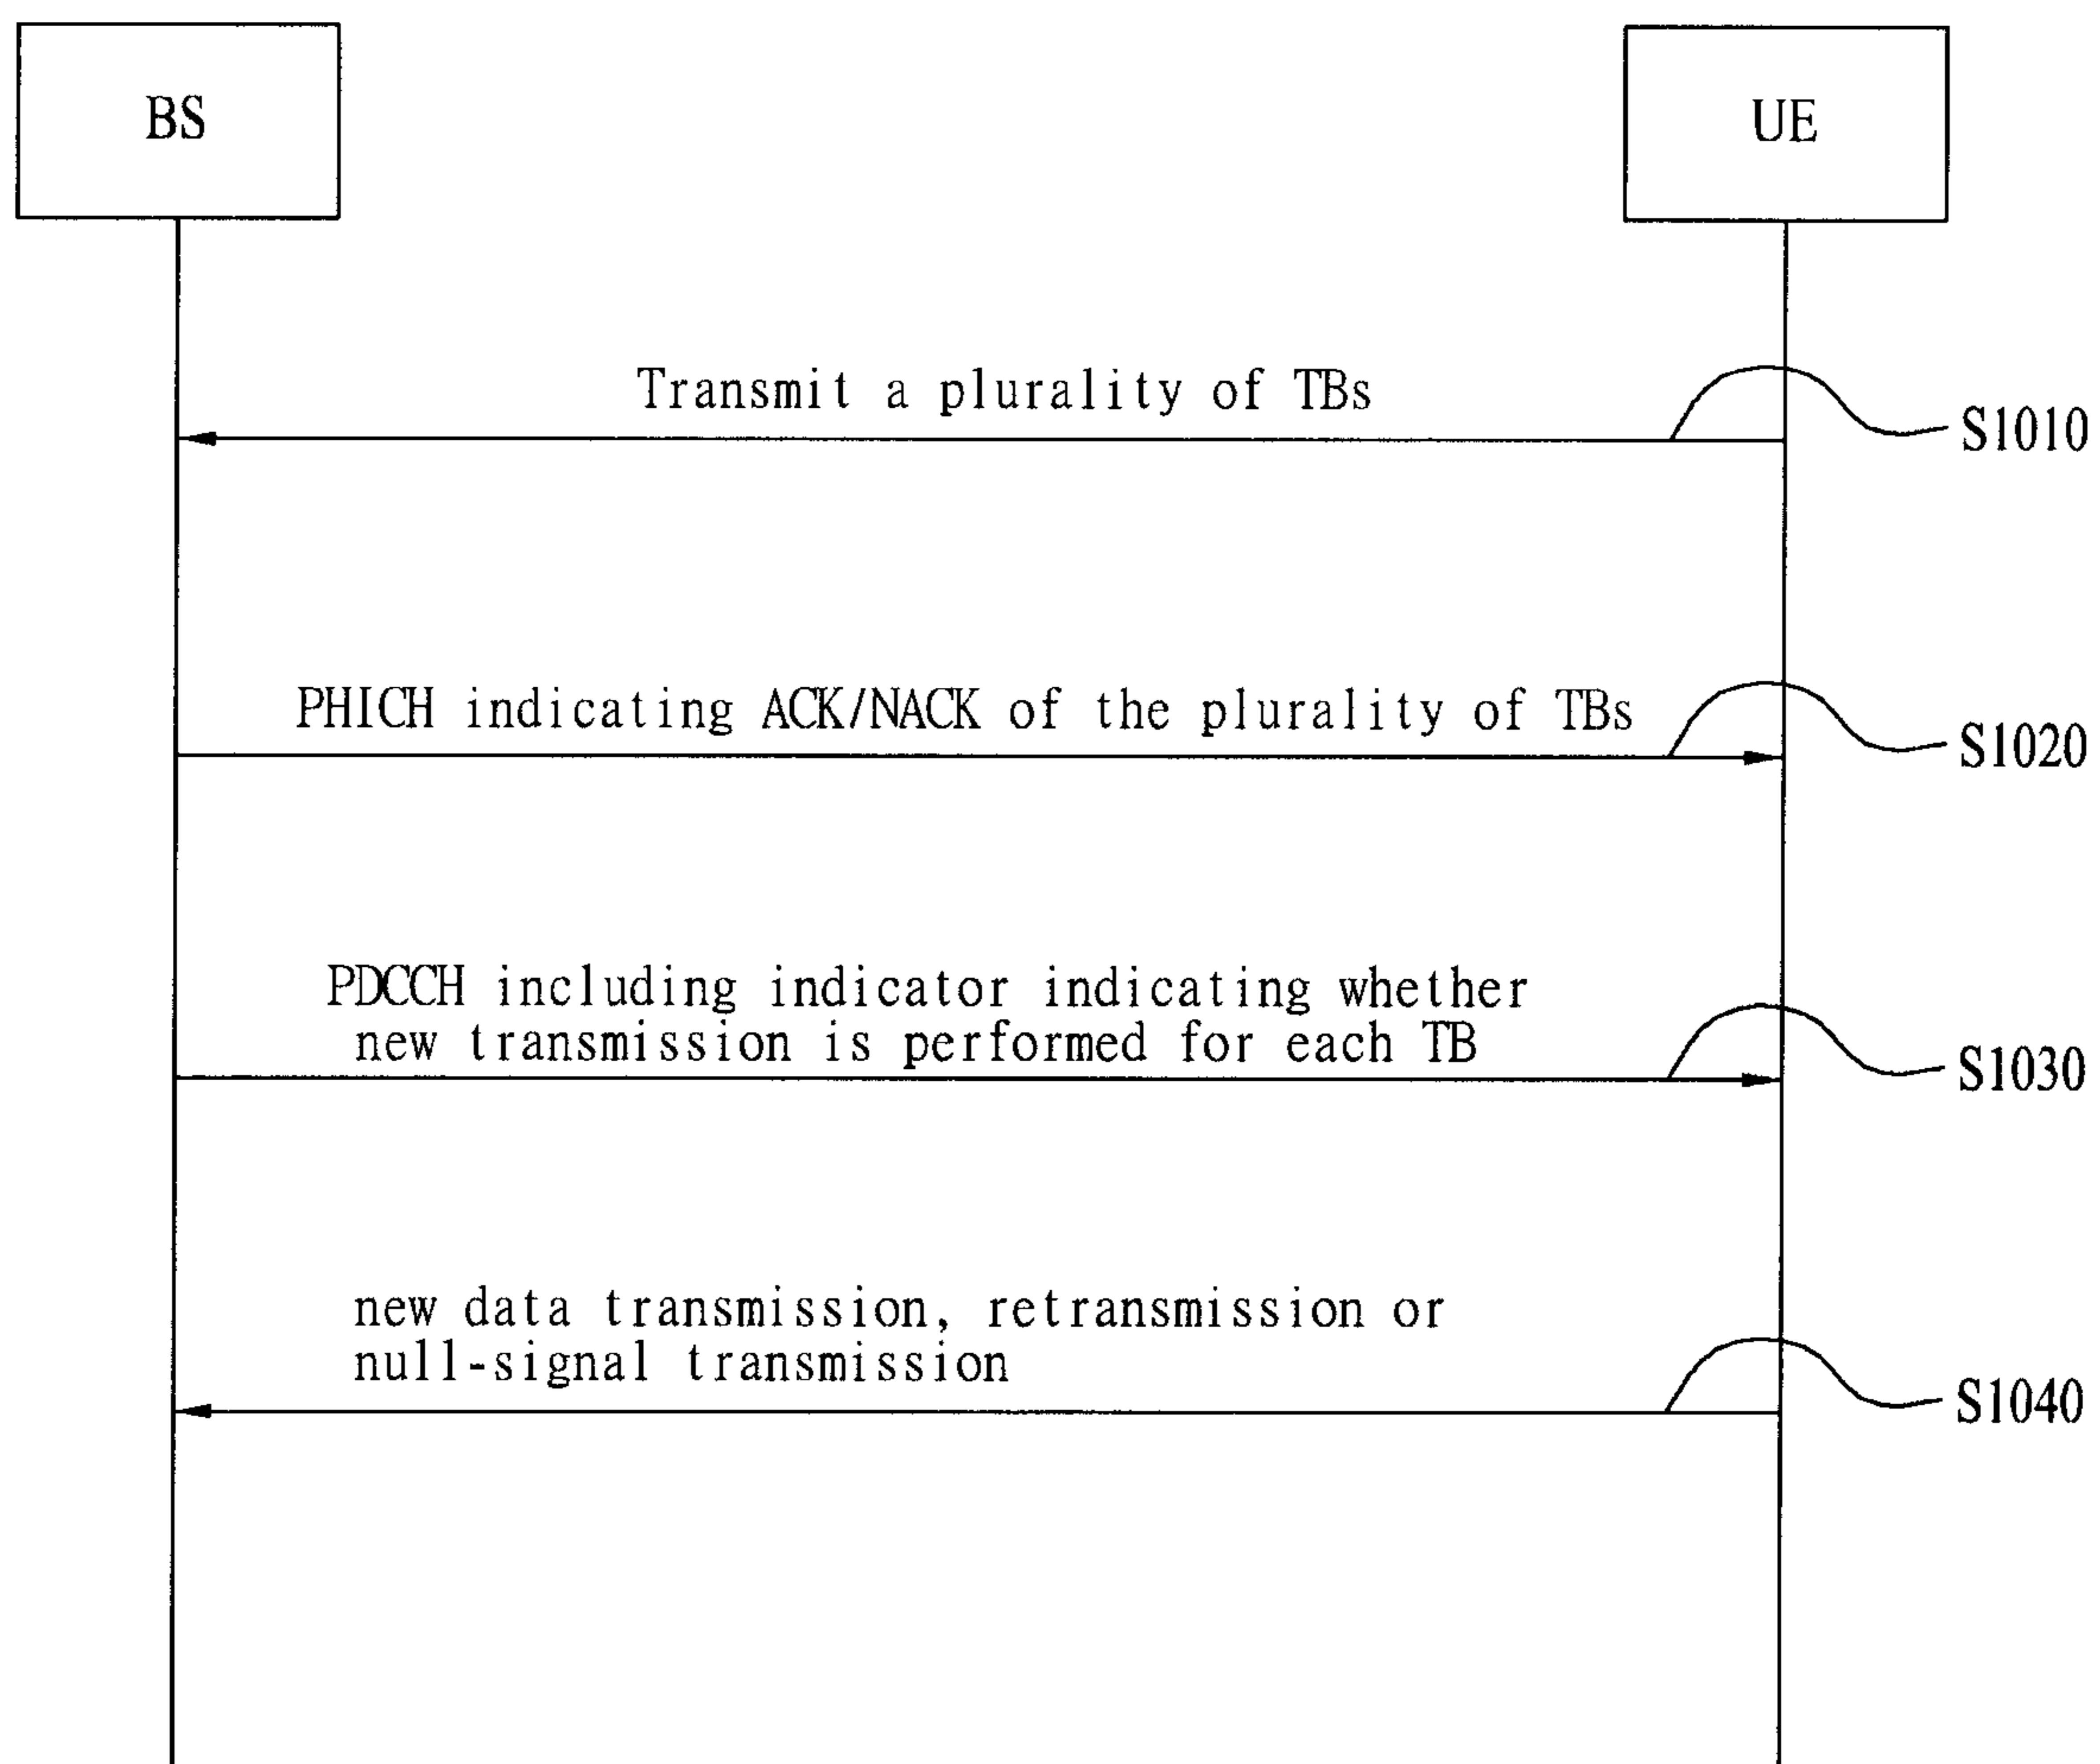 BS
UE
Transmit a plurality of TBs
S1010
PHICH indicating ACK/NACK of the plurality of TBs
S1020
PDCCH including indicator indicating whether
new transmission is performed for each TB
S1030
new data transmission, retransmission or
null-signal transmission
S1040